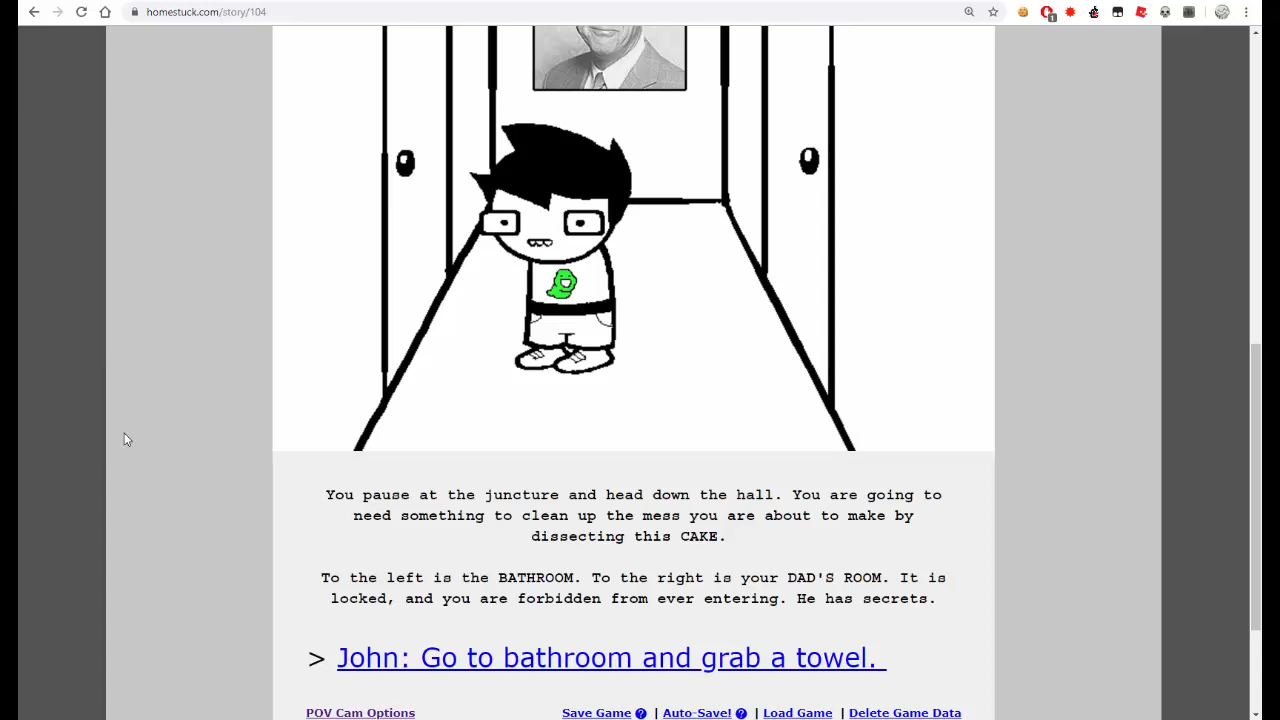 homestuck.com/story/104
1
You pause at the juncture and head down the hall. You are going to
need something to clean up the mess you are about to make by
dissecting this CAKE.
To the left is the BATHROOM. To the right is your DAD'S ROOM. It is
locked, and you are forbidden from ever entering. He has secrets.
> John: Go to bathroom and grab a towel.
POV Cam Options Save Game ? | Auto-Save! ? | Load Game | Delete Game Data